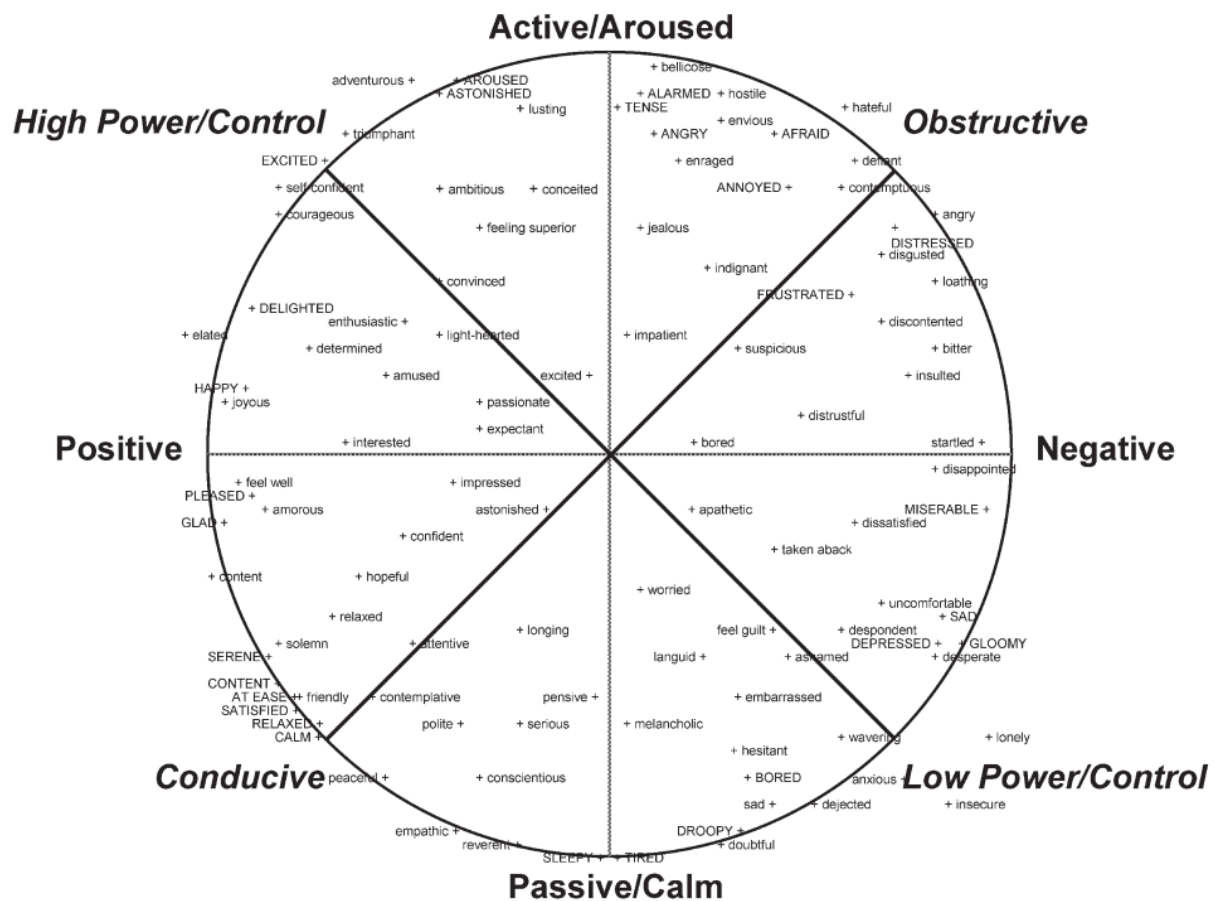 Active/Aroused
+ bellicose
adventurous +
+ AROUSED
+ ASTONISHED
+ ALARMED
+ hostile
+ lusting
+ TENSE
+ hateful
High Power/Control
Obstructive
+ envious
+ triumphant
+ ANGRY
+ AFRAID
EXCITED +
+ enraged
+ defiant
+ self-confident
+ ambitious
+ conceited
ANNOYED +
+ contemptuous
+ courageous
+ angry
+ feeling superior
+ jealous
+
DISTRESSED
+ disgusted
+ indignant
+ convinced
+ loathing
FRUSTRATED +
+ DELIGHTED
enthusiastic +
+ discontented
+ elated
+ light-hearted
+ impatient
+ determined
+ suspicious
+ bitter
+ amused
excited +
+ insulted
HAPPY +
+ joyous
+ passionate
+ distrustful
+ expectant
Positive
+ interested
+ bored
startled +
Negative
+ disappointed
+ feel well
+ impressed
PLEASED +
+ amorous
astonished +
+ apathetic
MISERABLE +
GLAD +
+ dissatisfied
+ confident
+ taken aback
+ content
+ hopeful
+ worried
+ uncomfortable
+ relaxed
+ SAD
+ longing
feel guilt +
+ despondent
+ solemn
+ attentive
DEPRESSED +
+ GLOOMY
SERENE +
languid +
+ ashamed
+ desperate
CONTENT +
AT EASE +
+ friendly
+ contemplative
pensive +
+ embarrassed
SATISFIED +
RELAXED +
polite +
+ serious
+ melancholic
CALM +
+ wavering
+ lonely
+ hesitant
Conducive
peaceful +
+ conscientious
+ BORED
anxious +
Low Power/Control
sad +
+ dejected
+ insecure
empathic +
DROOPY +
reverent +
+ doubtful
SLEEPY +
+ TIRED
Passive/Calm